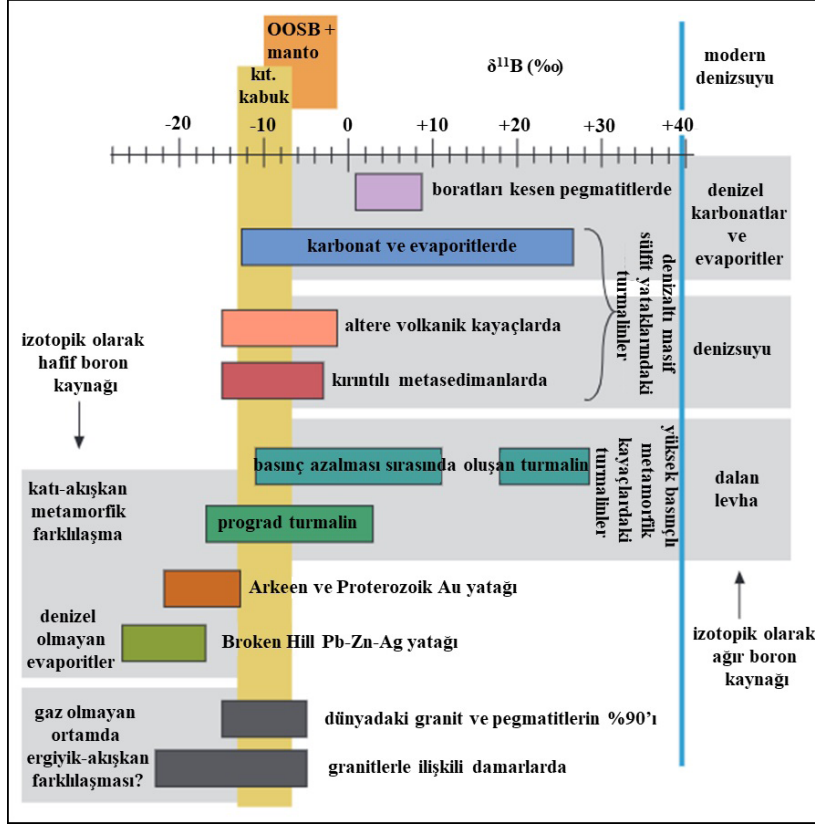 OOSB +
manto
kıt.
kabuk
δ¹¹B (‰)
modern
denizsuyu
-20
-10
0
+10
+20
+30
+40
boratları kesen pegmatitlerde
karbonat ve evaporitlerde
denizel
karbonatlar
ve
evaporitler
denizaltı masif
sülfit yataklarındaki
turmalinler
altere volkanik kayaçlarda
kırıntılı metasedimanlarda
denizsuyu
izotopik olarak
hafif boron
kaynağı
basınç azalması sırasında oluşan turmalin
prograd turmalin
yüksek basınçlı
metamorfik
kayaçlardaki
turmalinler
dalan
levha
katı-akışkan
metamorfik
farklılaşma
Arkeen ve Proterozoik Au yatağı
denizel
olmayan
evaporitler
Broken Hill Pb-Zn-Ag yatağı
izotopik olarak
ağır boron
kaynağı
gaz olmayan
ortamda
ergiyik-akışkan
farklılaşması?
dünyadaki granit ve pegmatitlerin %90’ı
granitlerle ilişkili damarlarda